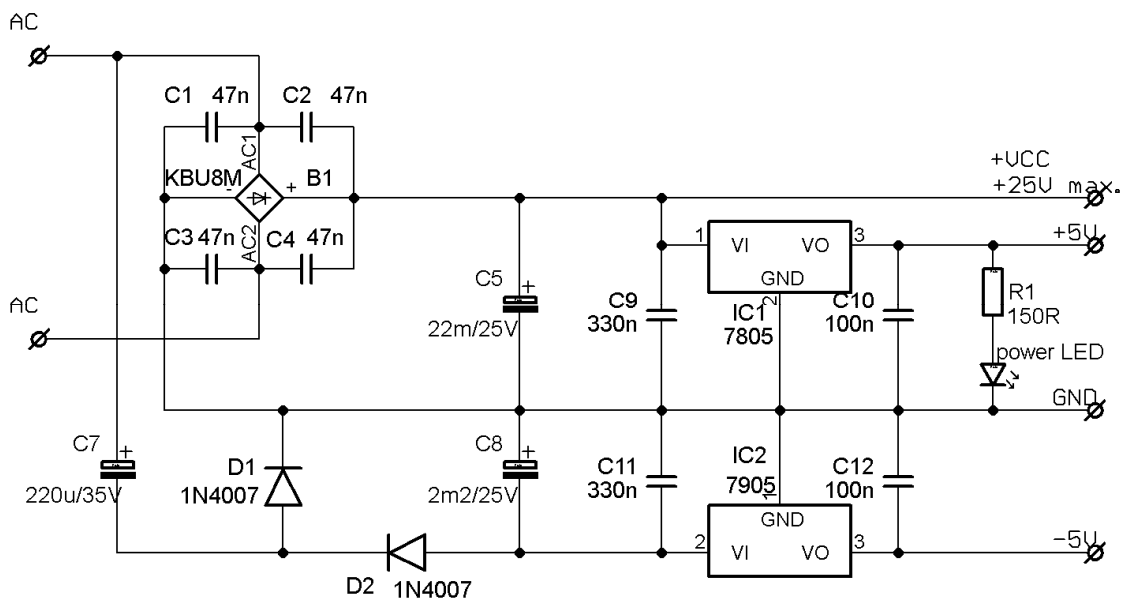 AC
C1 47n C2 47n
AC1
KBU8M - + B1
AC2
C3 47n C4 47n
AC
+VCC
+25V max.
1 VI VO 3
GND
2
+5V
C5 +
22m/25V
C9
330n
IC1
7805
C10
100n
R1
150R
power LED
GND
C7 +
220u/35V
D1
1N4007
C8 +
2m2/25V
C11
330n
IC2
7905
1
C12
100n
GND
2 VI VO 3
-5V
D2 1N4007